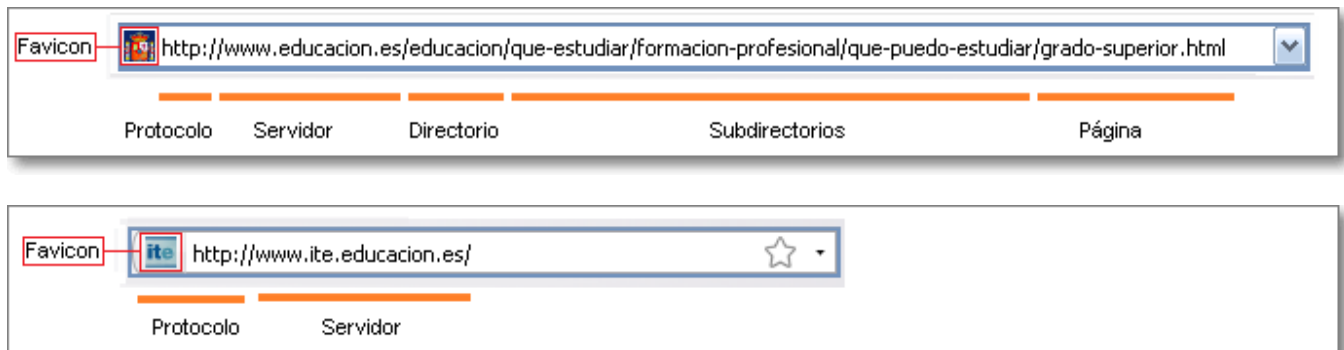 Favicon http://www.educacion.es/educacion/que-estudiar/formacion-profesional/que-puedo-estudiar/grado-superior.html
Protocolo Servidor Directorio Subdirectorios Página
Favicon ite http://www.ite.educacion.es/
Protocolo Servidor